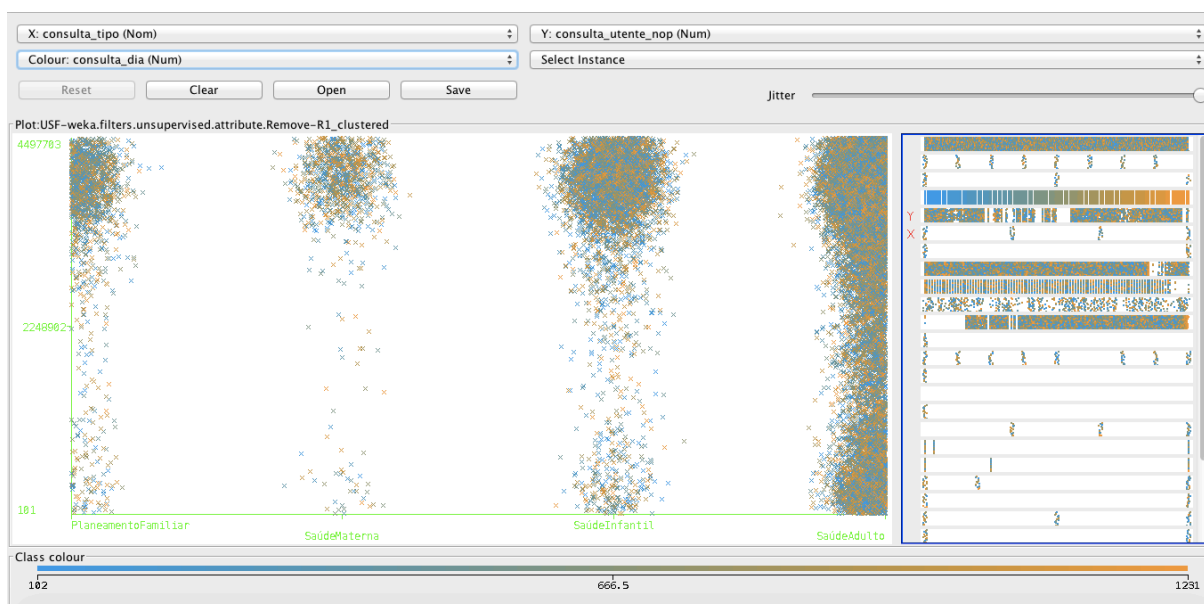 X: consulta_tipo (Nom)
Y: consulta_utente_nop (Num)
Colour: consulta_dia (Num)
Select Instance
Reset
Clear
Open
Save
Jitter
Plot:USF-weka.filters.unsupervised.attribute.Remove-R1_clustered
4497703
2248902
101
PlaneamentoFamiliar
SaúdeMaterna
SaúdeInfantil
SaúdeAdulto
Y
X
Class colour
102
666.5
1231